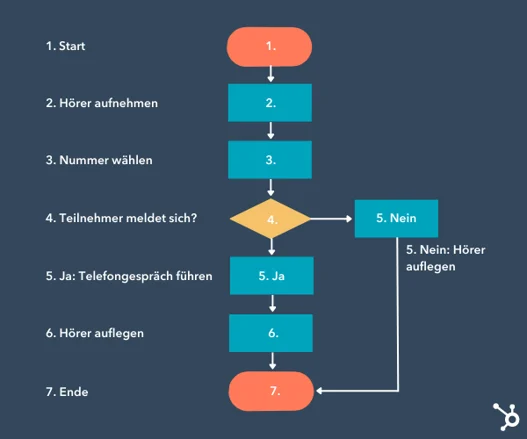 1. Start
1.
2. Hörer aufnehmen
2.
3. Nummer wählen
3.
4. Teilnehmer meldet sich?
4.
5. Nein
5. Nein: Hörer
auflegen
5. Ja: Telefongespräch führen
5. Ja
6. Hörer auflegen
6.
7. Ende
7.